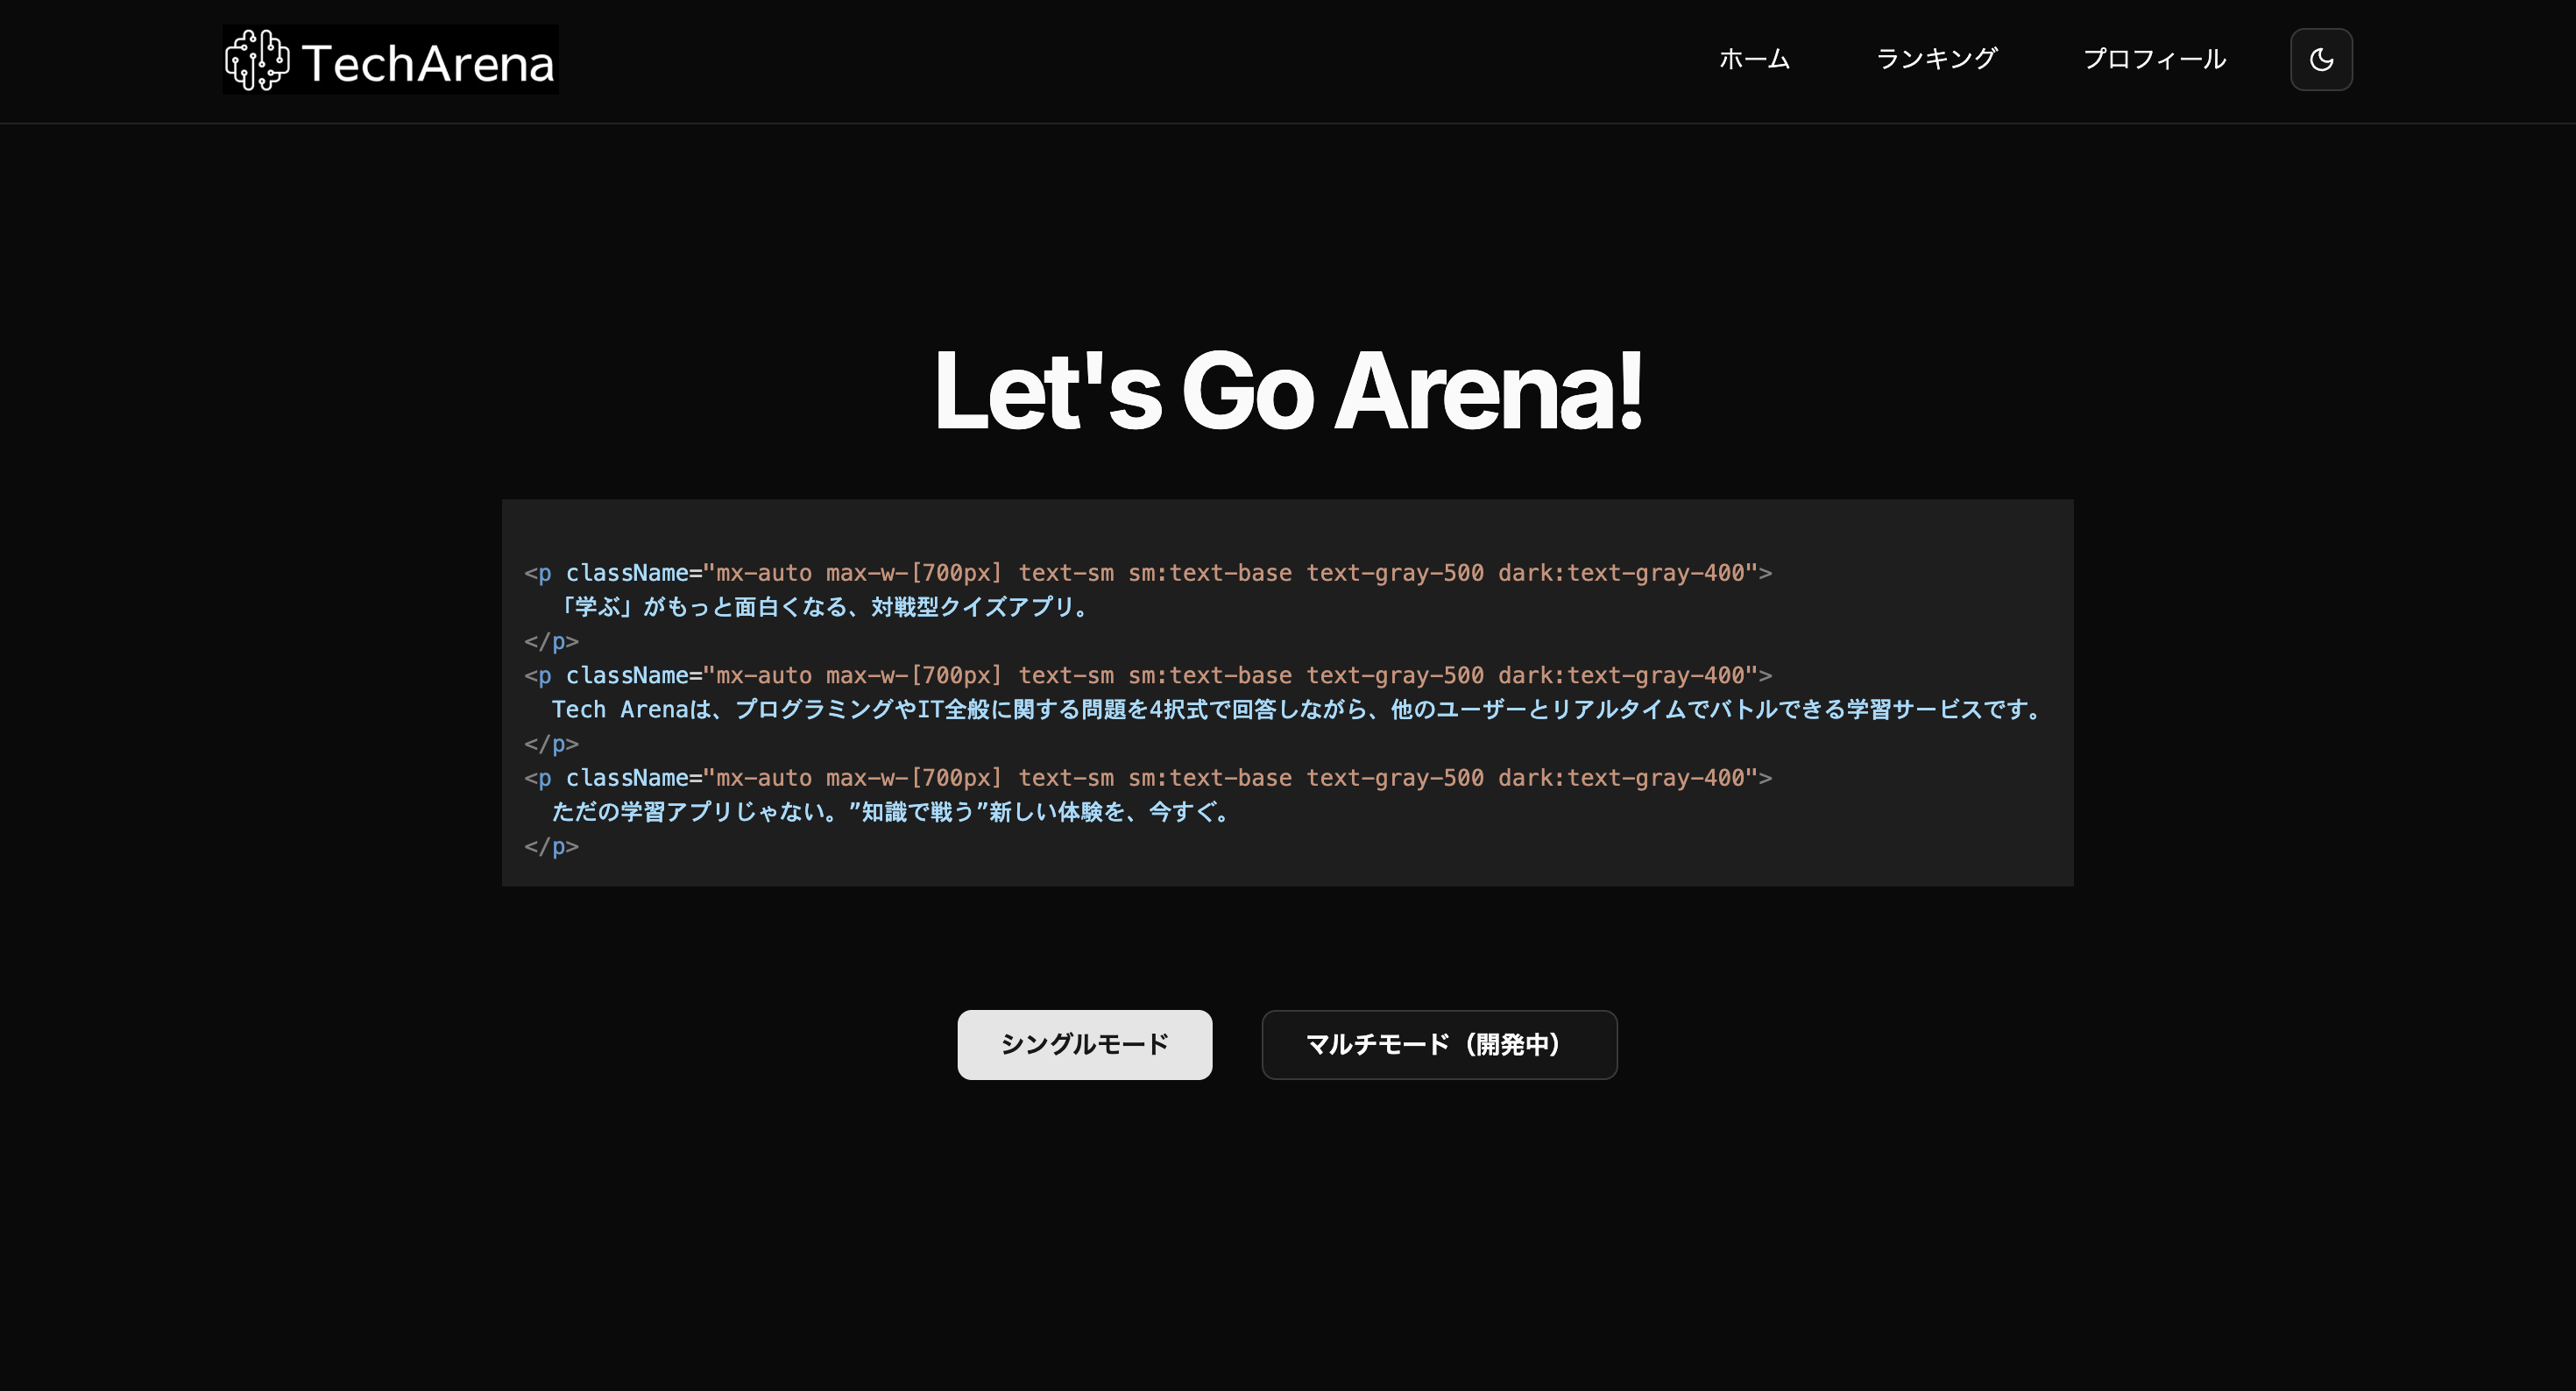 TechArena
ホーム ランキング プロフィール
Let's Go Arena!
<p className="mx-auto max-w-[700px] text-sm sm:text-base text-gray-500 dark:text-gray-400">
「学ぶ」がもっと面白くなる、対戦型クイズアプリ。
</p>
<p className="mx-auto max-w-[700px] text-sm sm:text-base text-gray-500 dark:text-gray-400">
Tech Arenaは、プログラミングやIT全般に関する問題を4択式で回答しながら、他のユーザーとリアルタイムでバトルできる学習サービスです。
</p>
<p className="mx-auto max-w-[700px] text-sm sm:text-base text-gray-500 dark:text-gray-400">
ただの学習アプリじゃない。”知識で戦う”新しい体験を、今すぐ。
</p>
シングルモード マルチモード（開発中）